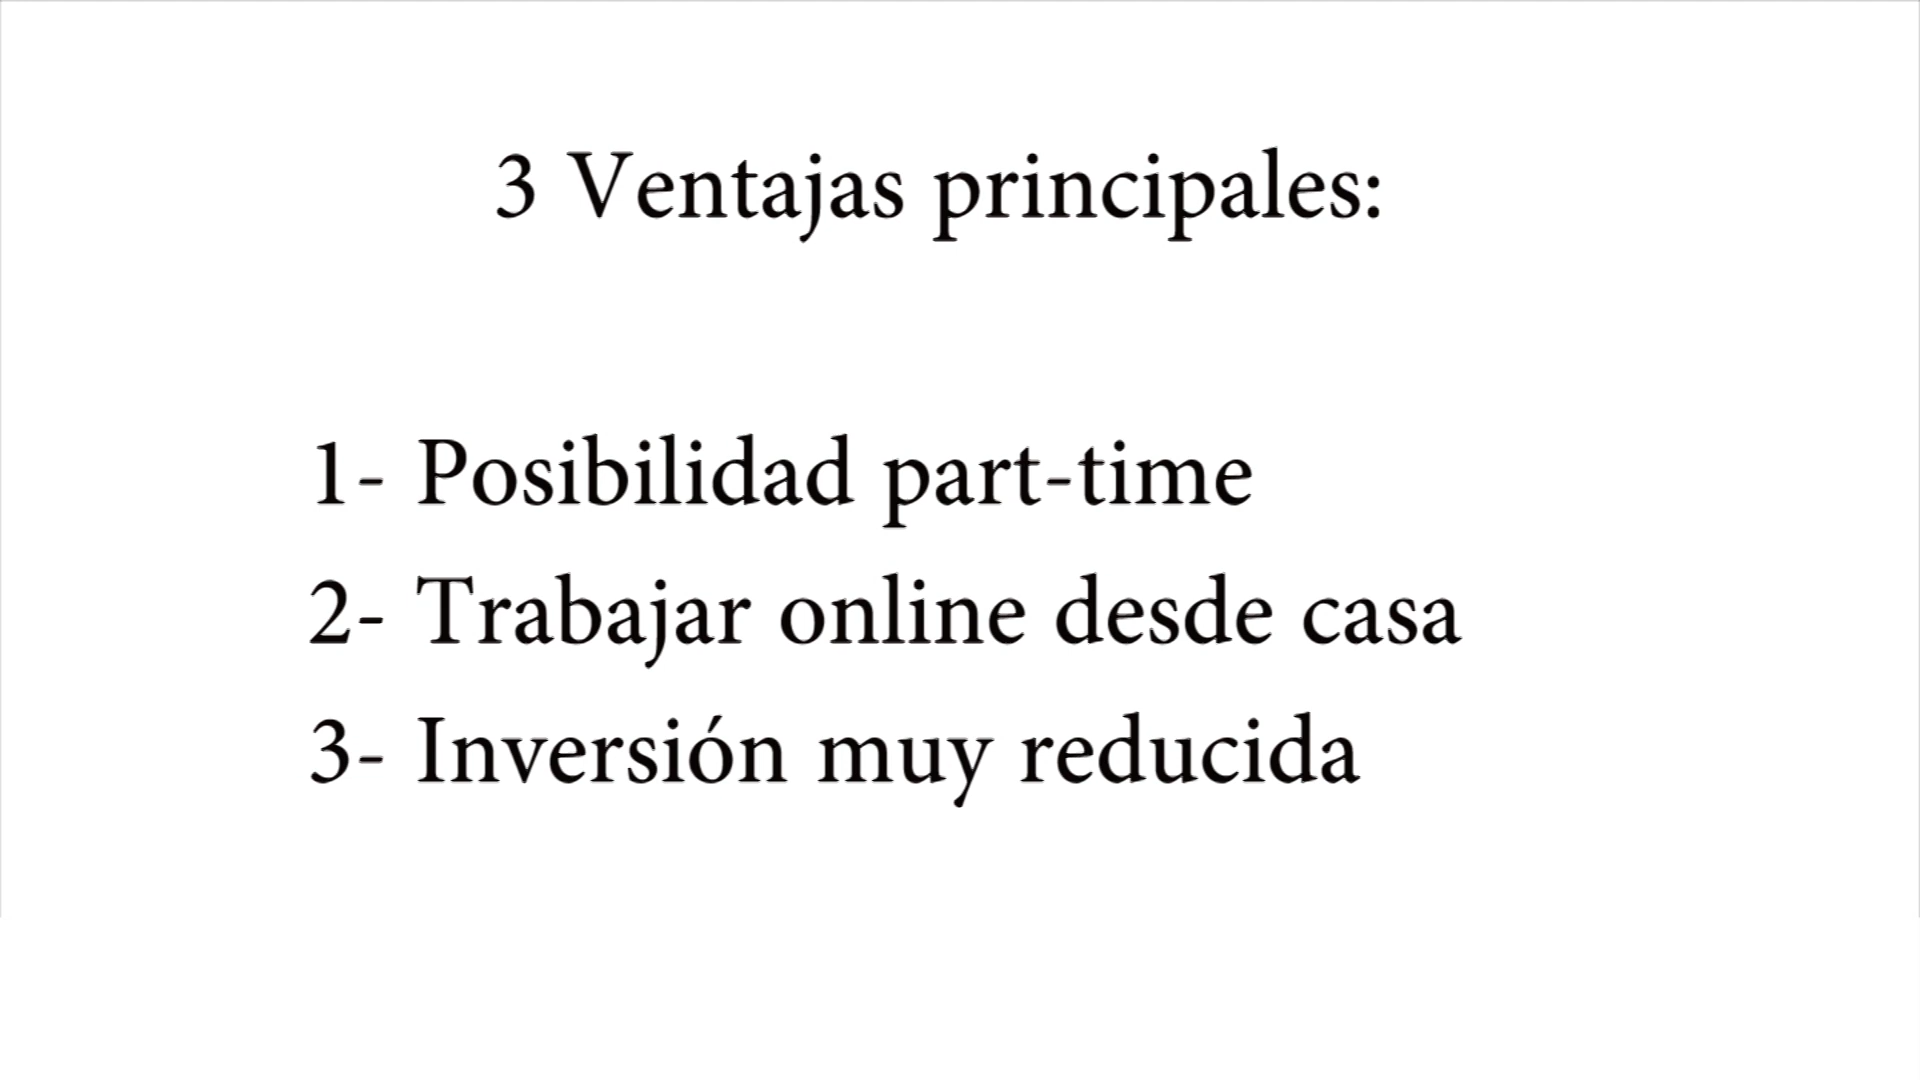 3 Ventajas principales:
1- Posibilidad part-time
2- Trabajar online desde casa
3- Inversión muy reducida